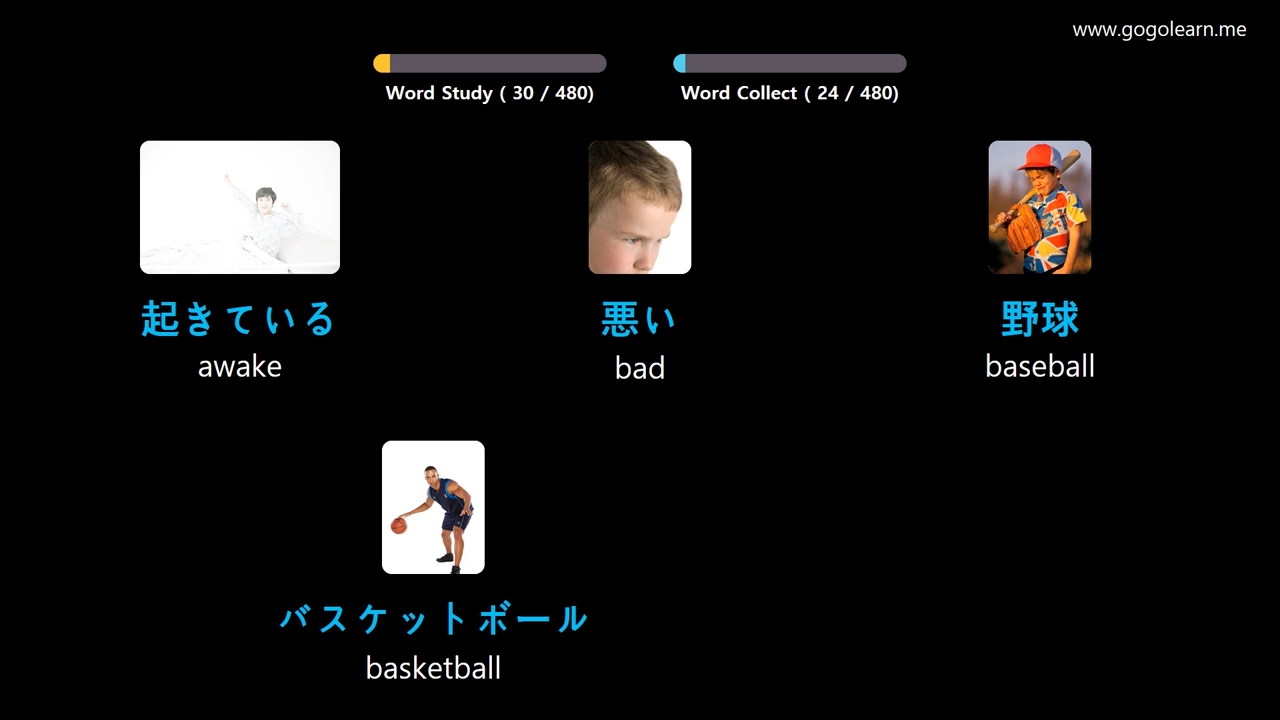 www.gogolearn.me
Word Study ( 30 / 480)
Word Collect ( 24 / 480)
起きている
awake
悪い
bad
野球
baseball
バスケットボール
basketball